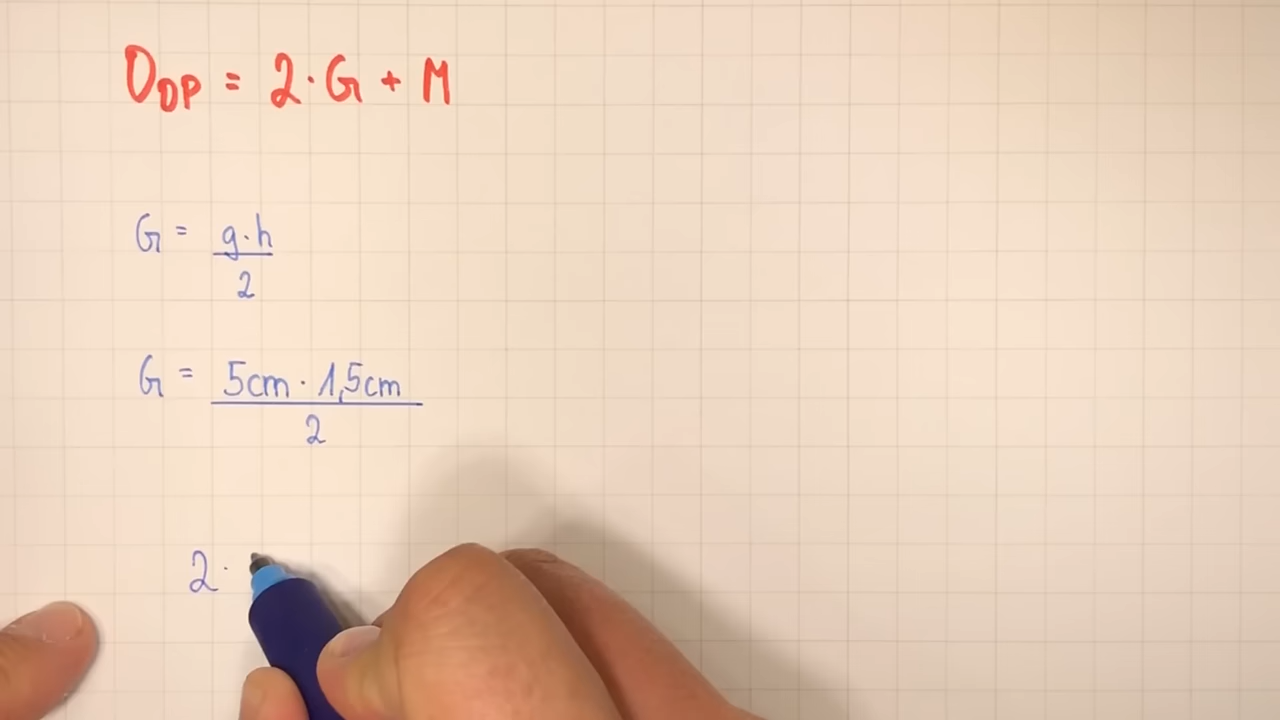 O_DP = 2 · G + M
G = g · h / 2
G = 5cm · 1,5cm / 2
2 ·